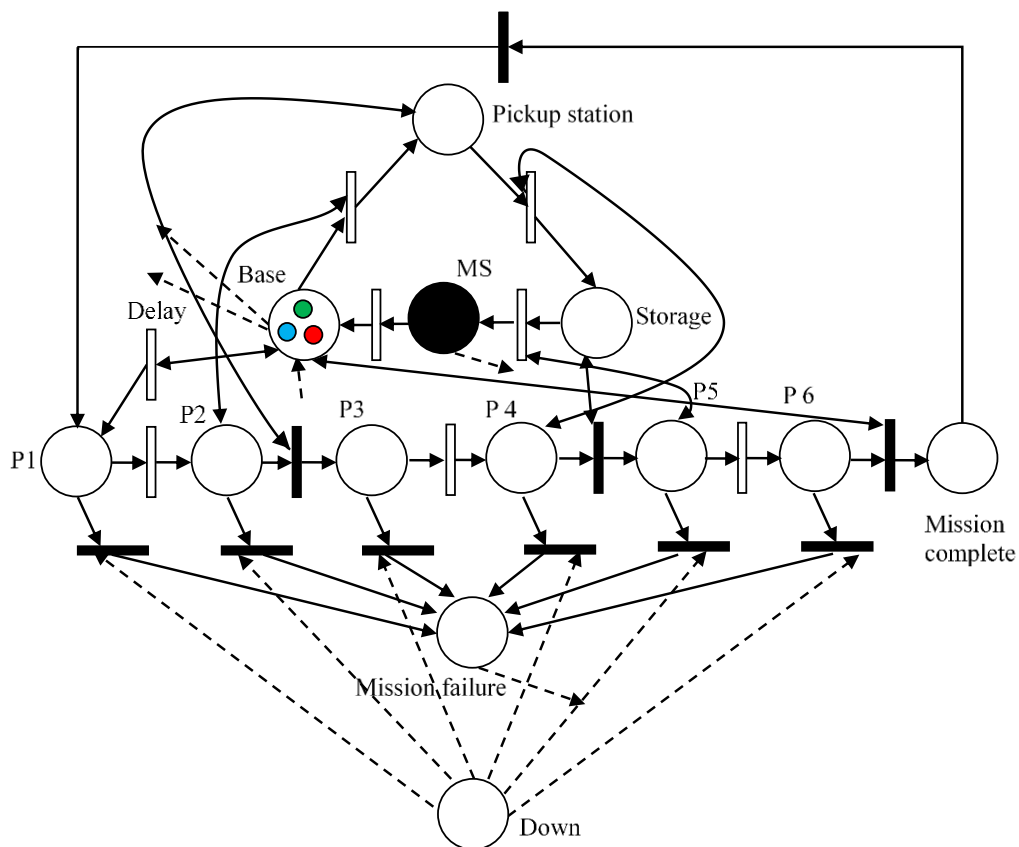 Pickup station
MS
Base
Storage
Delay
P5
P 6
P3
P 4
P2
P1
Mission
complete
Mission failure
Down